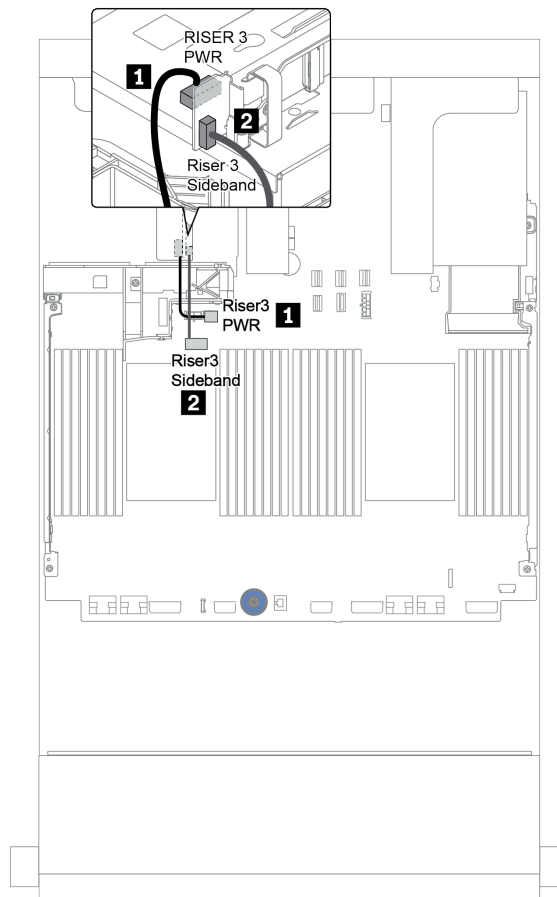 RISER 3
PWR
1
2
Riser 3
Sideband
Riser3
PWR
1
Riser3
Sideband
2